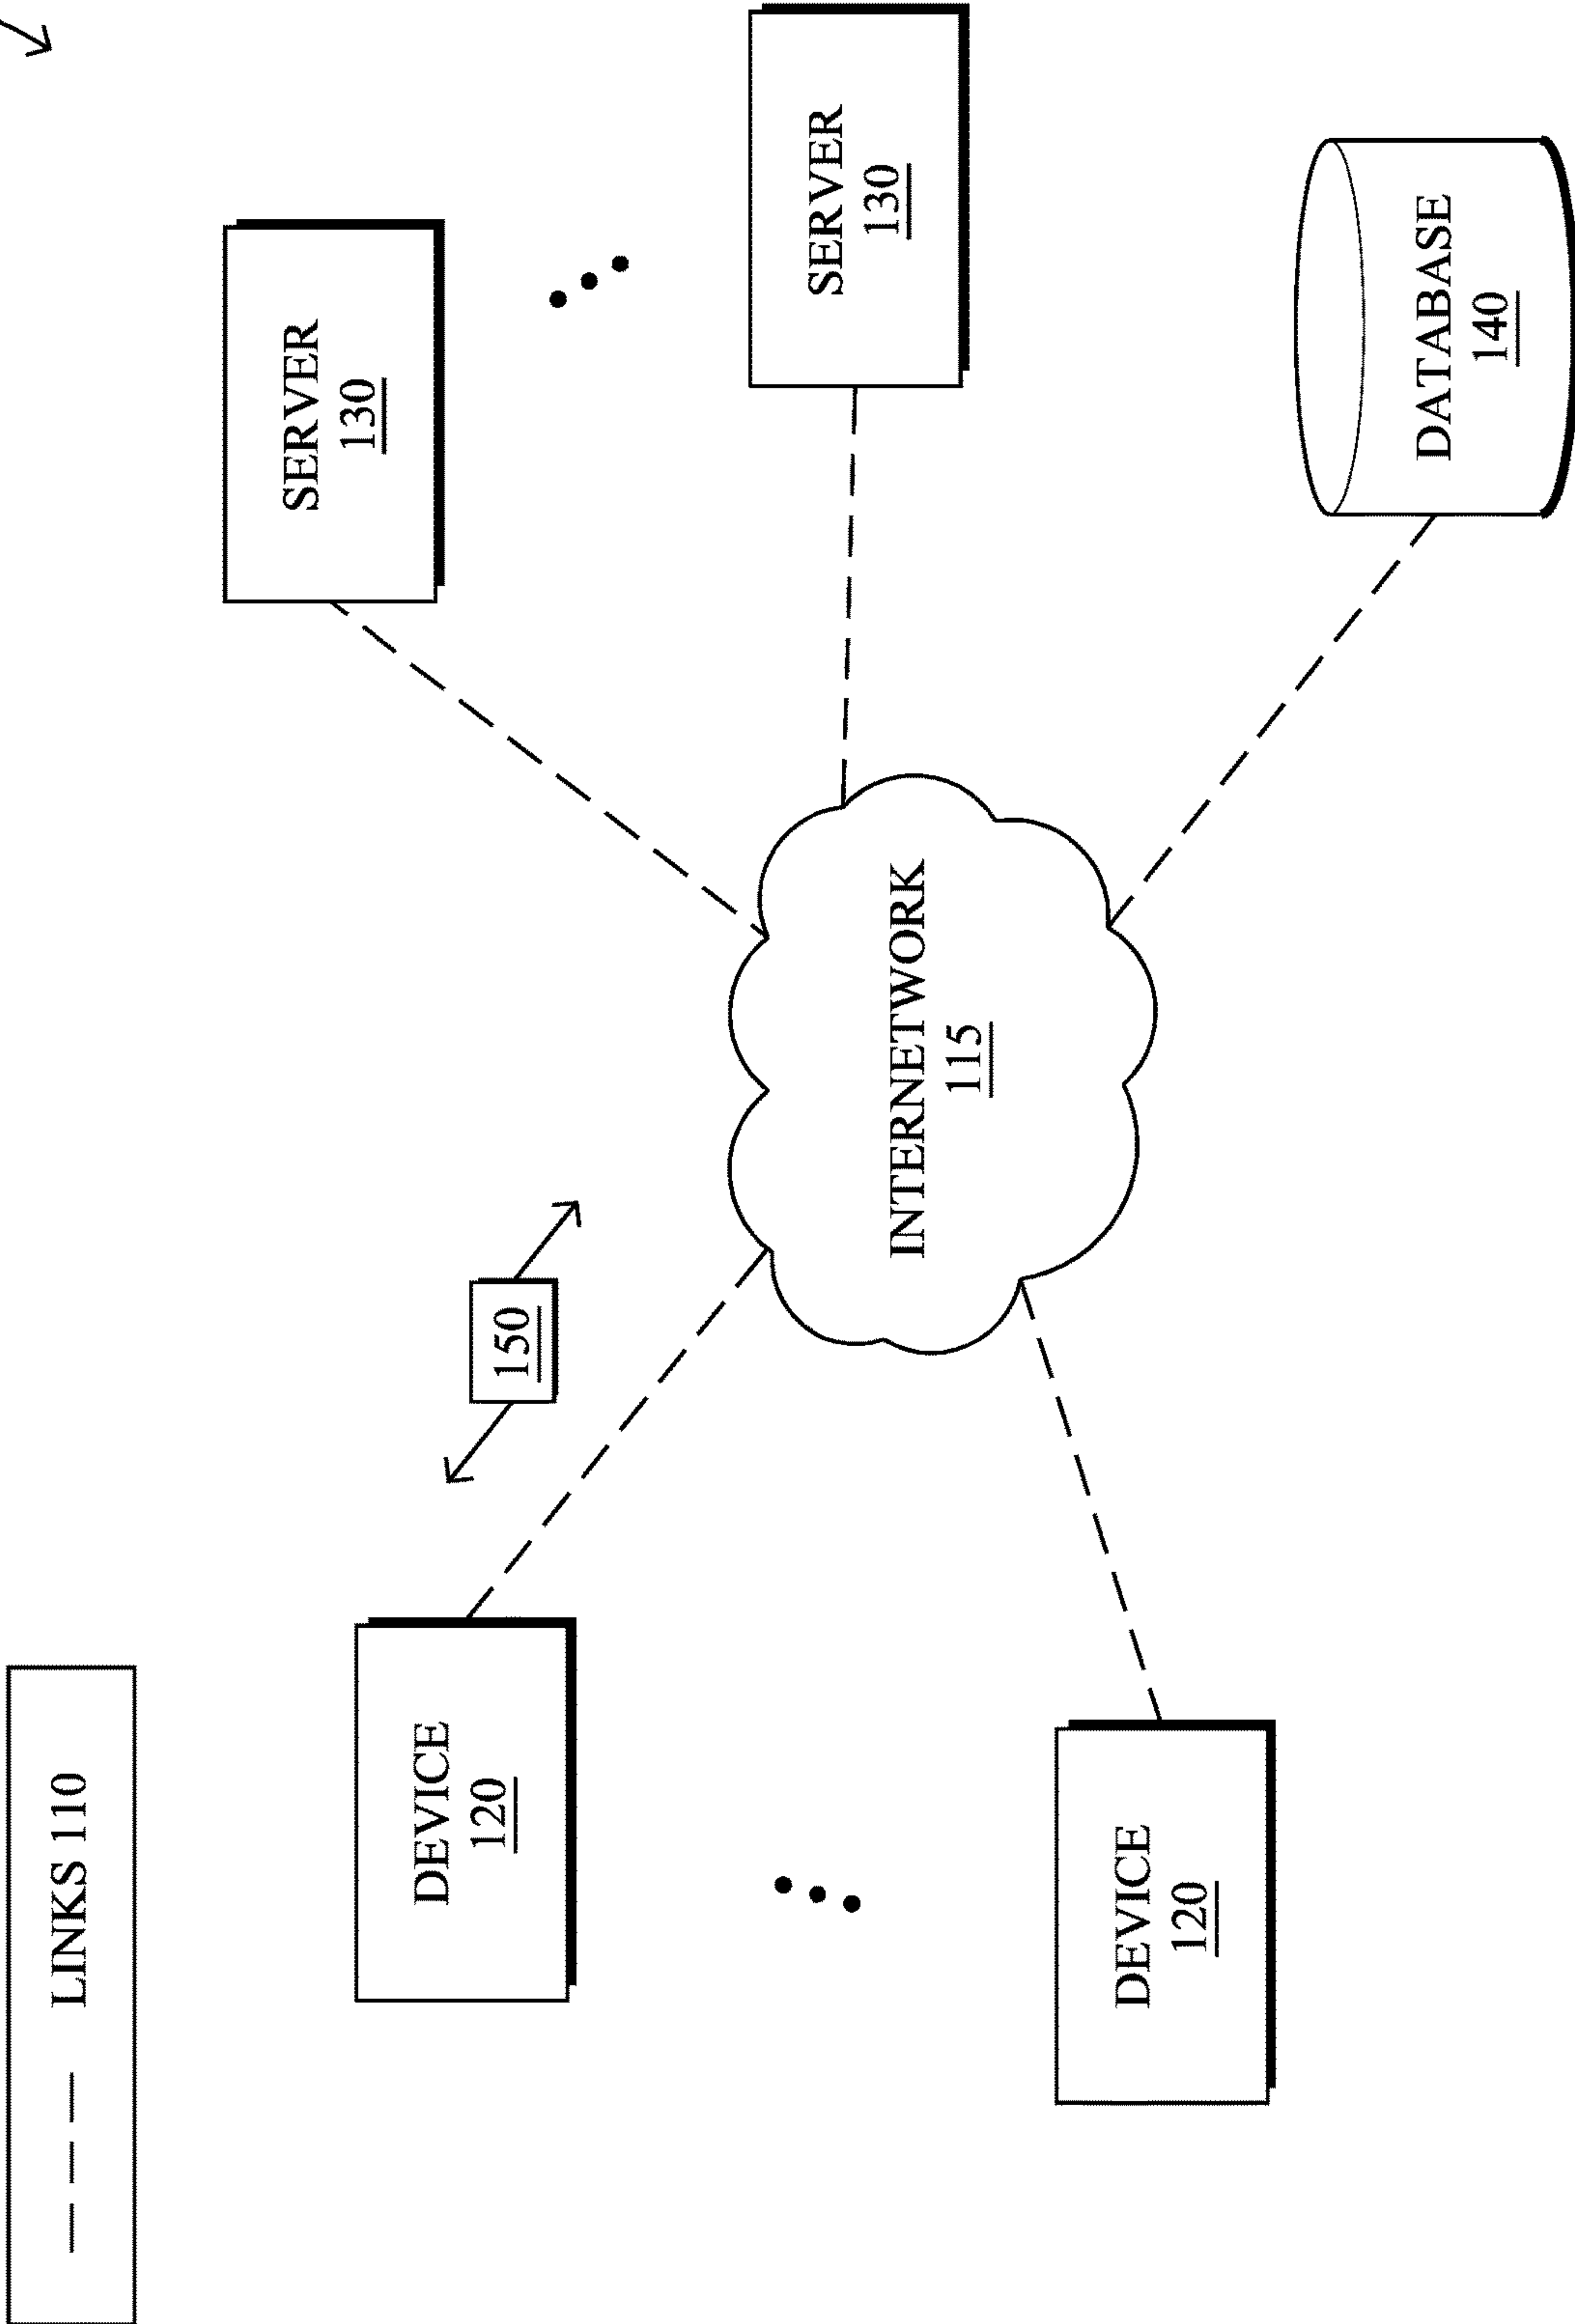 LINKS 110
DEVICE
120
150
SERVER
130
INTERNETWORK
115
SERVER
130
DEVICE
120
DATABASE
140